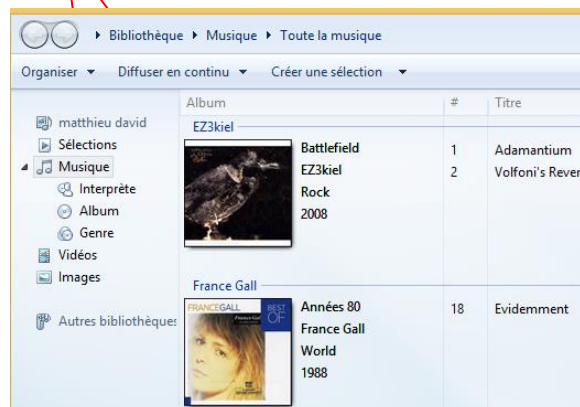 Bibliothèque ▸ Musique ▸ Toute la musique
Organiser Diffuser en continu Créer une sélection
Album # Titre
matthieu david
Sélections
Musique
Interprète
Album
Genre
Vidéos
Images
Autres bibliothèques
EZ3kiel
Battlefield 1 Adamantium
EZ3kiel 2 Volfoni's Rever
Rock
2008
France Gall
FRANCEGALL BEST OF
Années 80 18 Evidemment
France Gall
World
1988